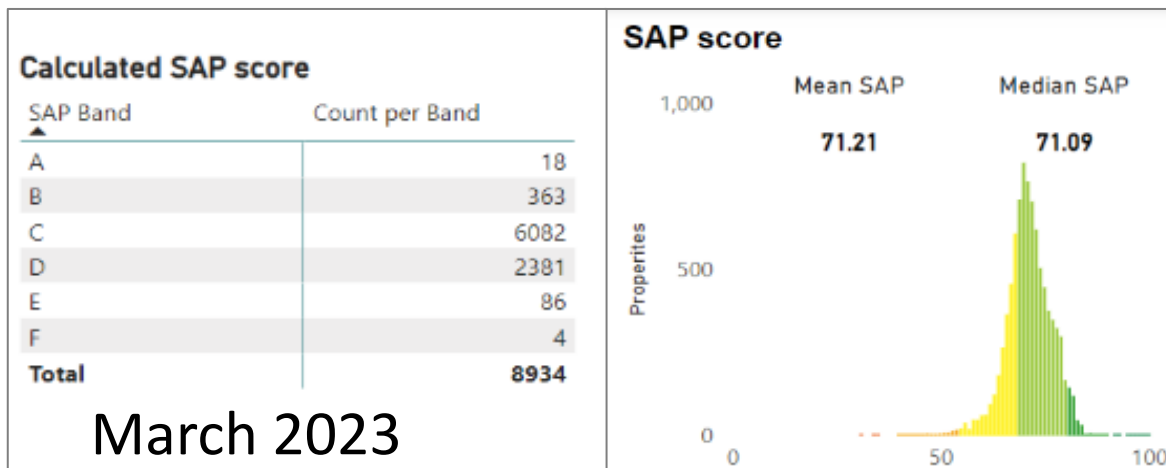 Calculated SAP score
SAP Band Count per Band
A 18
B 363
C 6082
D 2381
E 86
F 4
Total 8934
March 2023
SAP score
Mean SAP Median SAP
1,000
71.21 71.09
Properites
500
0
0 50 100